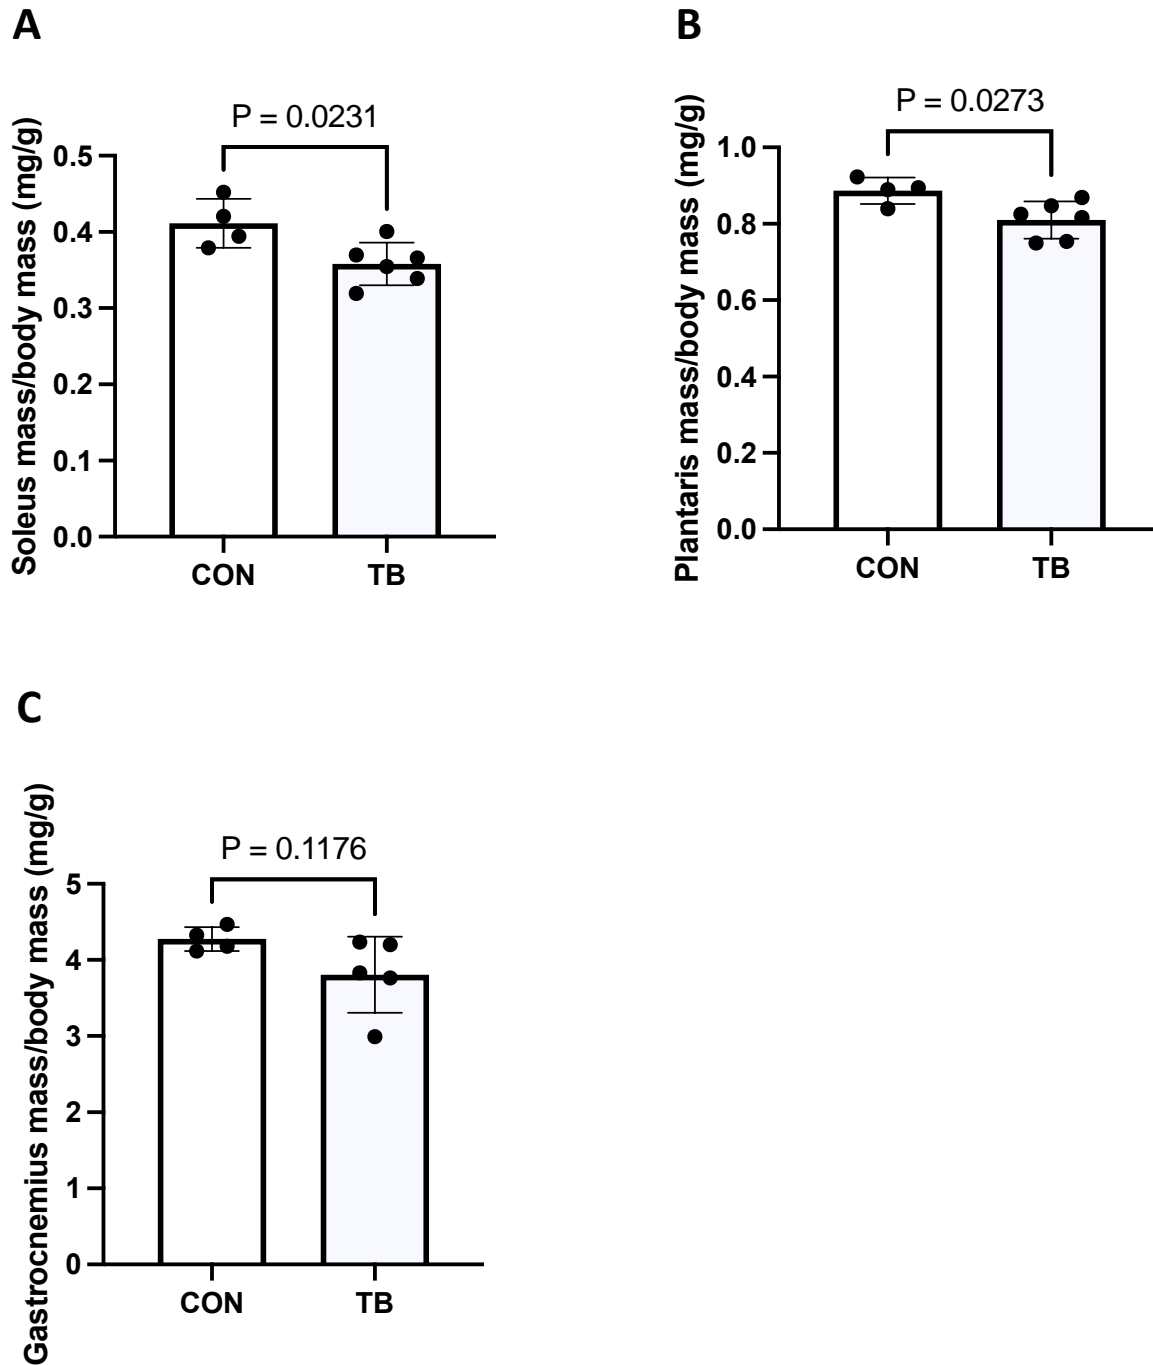 A
P = 0.0231
Soleus mass/body mass (mg/g)
0.5
0.4
0.3
0.2
0.1
0.0
CON
TB
B
P = 0.0273
Plantaris mass/body mass (mg/g)
1.0
0.8
0.6
0.4
0.2
0.0
CON
TB
C
P = 0.1176
Gastrocnemius mass/body mass (mg/g)
5
4
3
2
1
0
CON
TB